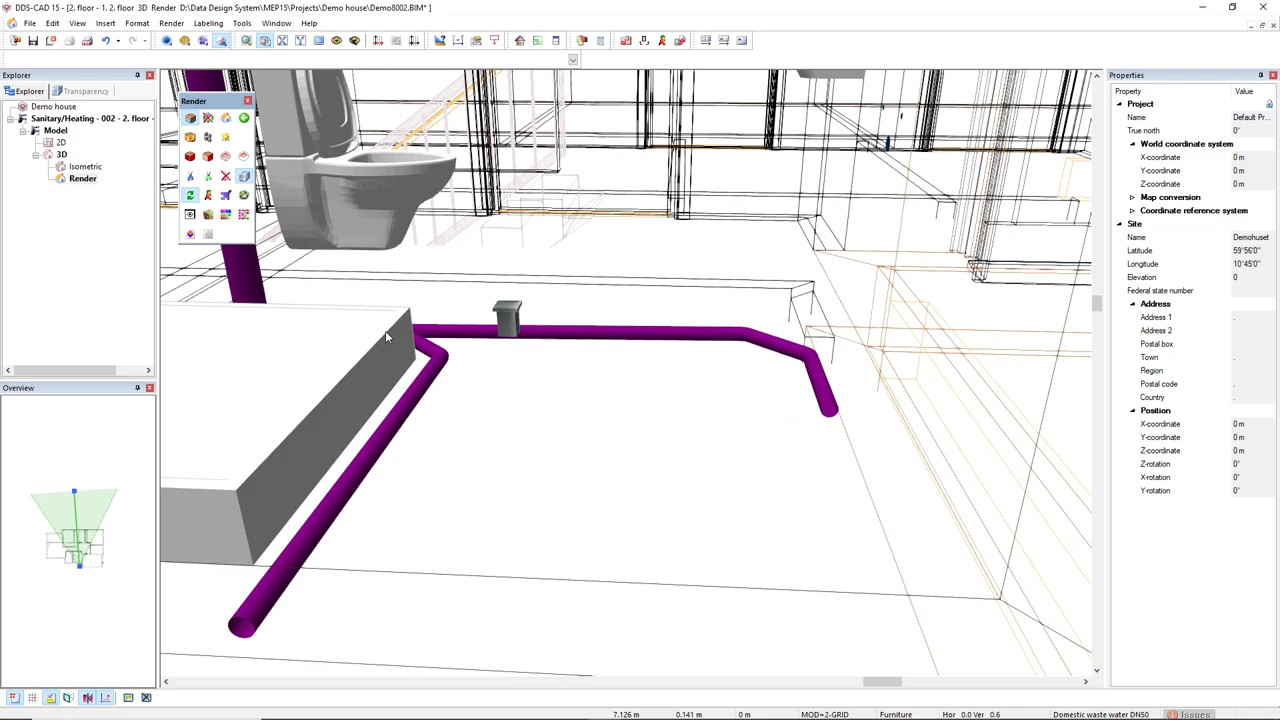 DDS-CAD 15 - [2. floor - 1. 2. floor  3D  Render  D:\Data Design System\MEP15\Projects\Demo house\Demo8002.BIM* ]
File Edit View Insert Format Render Labeling Tools Window Help
Explorer
Explorer Transparency
Demo house
Sanitary/Heating - 002 - 2. floor -
Model
2D
3D
Isometric
Render
Overview
Render
Properties
Property Value
Project
Name Default Pr...
True north 0°
World coordinate system
X-coordinate 0 m
Y-coordinate 0 m
Z-coordinate 0 m
Map conversion
Coordinate reference system
Site
Name Demohuset
Latitude 59°56'0"
Longitude 10°45'0"
Elevation 0
Federal state number
Address
Address 1 .
Address 2
Postal box
Town .
Region
Postal code .
Country .
Position
X-coordinate 0 m
Y-coordinate 0 m
Z-coordinate 0 m
Z-rotation 0°
X-rotation 0°
Y-rotation 0°
7.126 m 0.141 m 0 m MOD=2-GRID Furniture Hor 0.0 Ver 0.6 Domestic waste water DN50 Issues